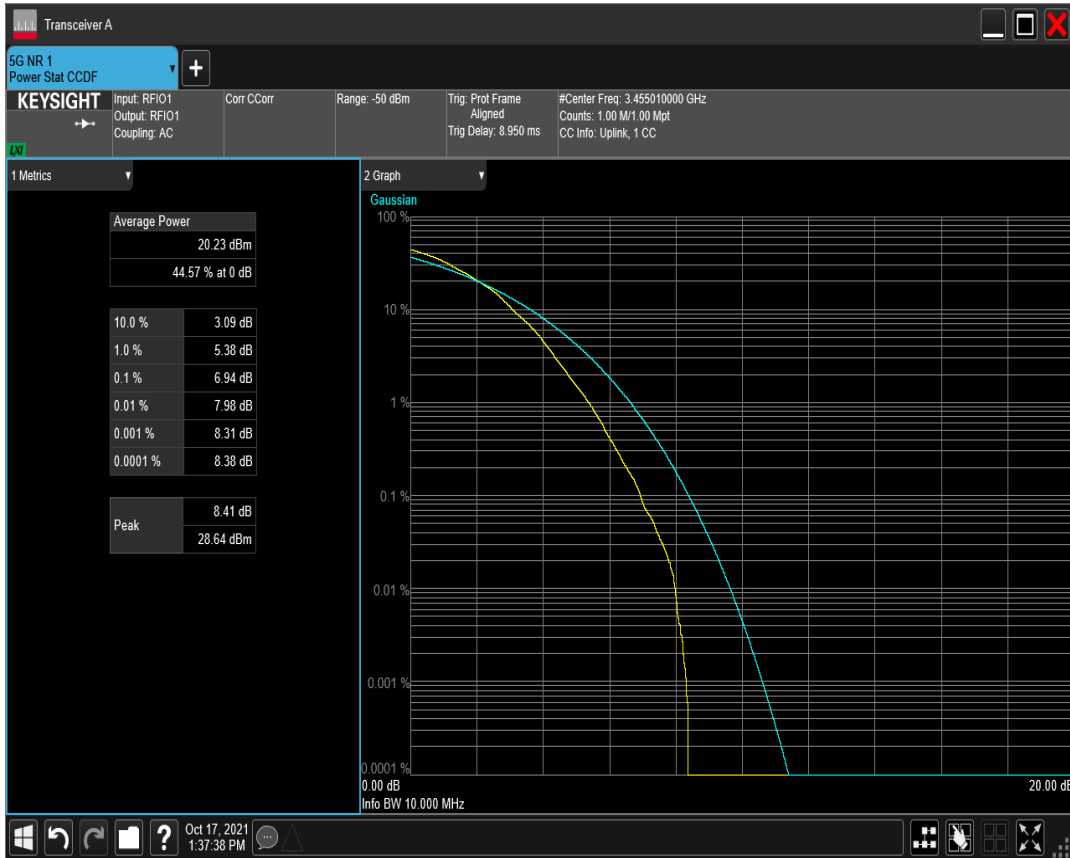 Transceiver A
5G NR 1
Power Stat CCDF
KEYSIGHT
LXI
Input: RFIO1
Output: RFIO1
Coupling: AC
Corr CCorr
Range: -50 dBm
Trig: Prot Frame
Aligned
Trig Delay: 8.950 ms
#Center Freq: 3.455010000 GHz
Counts: 1.00 M/1.00 Mpt
CC Info: Uplink, 1 CC
1 Metrics
Average Power
20.23 dBm
44.57 % at 0 dB
10.0 % 3.09 dB
1.0 % 5.38 dB
0.1 % 6.94 dB
0.01 % 7.98 dB
0.001 % 8.31 dB
0.0001 % 8.38 dB
Peak
8.41 dB
28.64 dBm
2 Graph
Gaussian
100 %
10 %
1 %
0.1 %
0.01 %
0.001 %
0.0001 %
0.00 dB 20.00 dB
Info BW 10.000 MHz
Oct 17, 2021
1:37:38 PM